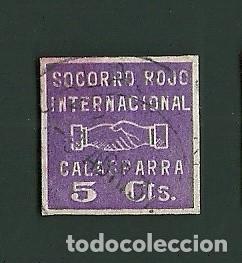 SOCORRO ROJO
INTERNACIONAL
CALASPARRA
5 Cts.
todocoleccion